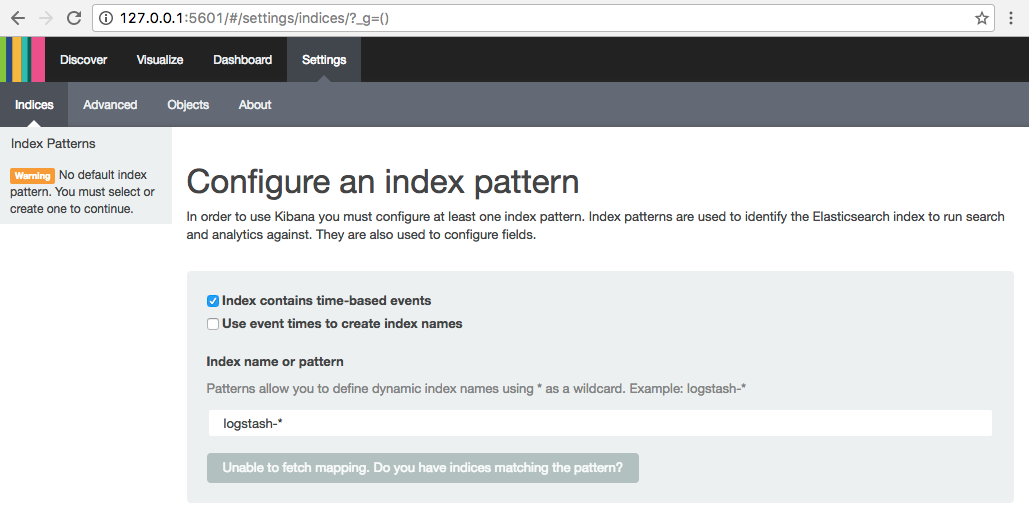 127.0.0.1:5601/#/settings/indices/?_g=()
Discover Visualize Dashboard Settings
Indices Advanced Objects About
Index Patterns
Warning No default index
pattern. You must select or
create one to continue.
Configure an index pattern
In order to use Kibana you must configure at least one index pattern. Index patterns are used to identify the Elasticsearch index to run search
and analytics against. They are also used to configure fields.
Index contains time-based events
Use event times to create index names
Index name or pattern
Patterns allow you to define dynamic index names using * as a wildcard. Example: logstash-*
logstash-*
Unable to fetch mapping. Do you have indices matching the pattern?